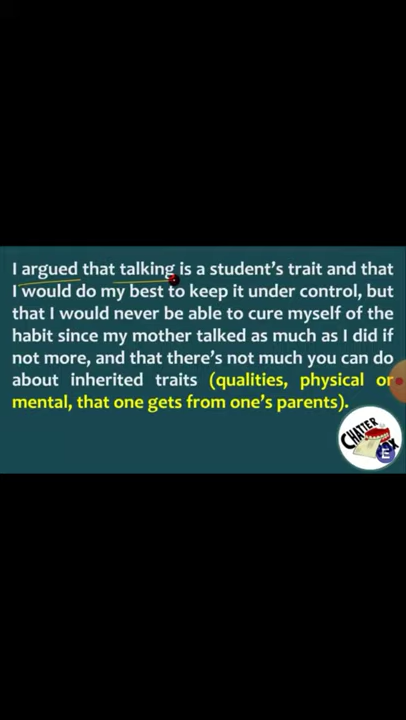 I argued that talking is a student's trait and that
I would do my best to keep it under control, but
that I would never be able to cure myself of the
habit since my mother talked as much as I did if
not more, and that there's not much you can do
about inherited traits (qualities, physical or
mental, that one gets from one's parents).
CHATTER
E